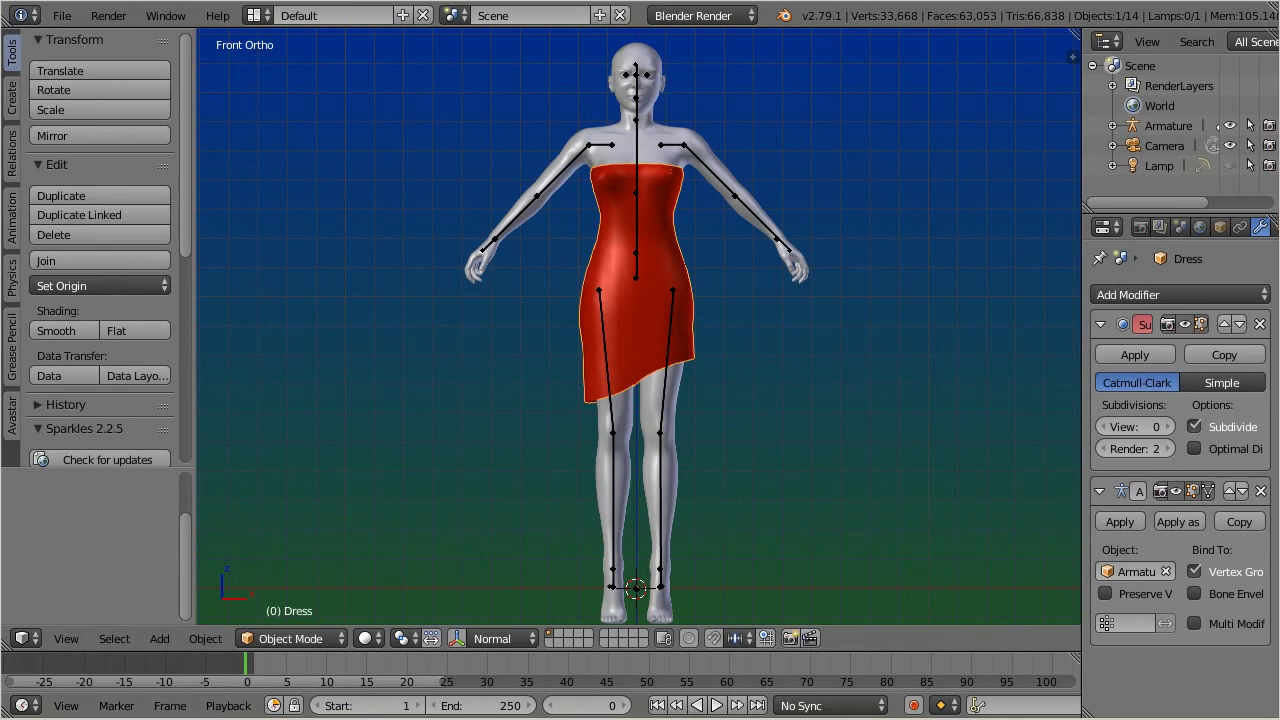 File Render Window Help Default Scene Blender Render v2.79.1 | Verts:33,668 | Faces:63,053 | Tris:66,838 | Objects:1/14 | Lamps:0/1 | Mem:105.14
Transform
Translate
Rotate
Scale
Mirror
Edit
Duplicate
Duplicate Linked
Delete
Join
Set Origin
Shading:
Smooth Flat
Data Transfer:
Data Data Layo...
History
Sparkles 2.2.5
Check for updates
Tools
Create
Relations
Animation
Physics
Grease Pencil
Avastar
Front Ortho
z
x
(0) Dress
View Search All Scene
Scene
RenderLayers
World
Armature
Camera
Lamp
Dress
Add Modifier
Su
Apply Copy
Catmull-Clark Simple
Subdivisions: Options:
View: 0 Subdivide
Render: 2 Optimal Di
A
Apply Apply as Copy
Object: Bind To:
Armatu Vertex Gro
Preserve V Bone Envel
Multi Modif
View Select Add Object Object Mode Normal
-25 -20 -15 -10 -5 0 5 10 15 20 25 30 35 40 45 50 55 60 65 70 75 80 85 90 95 100
View Marker Frame Playback Start: 1 End: 250 0 No Sync